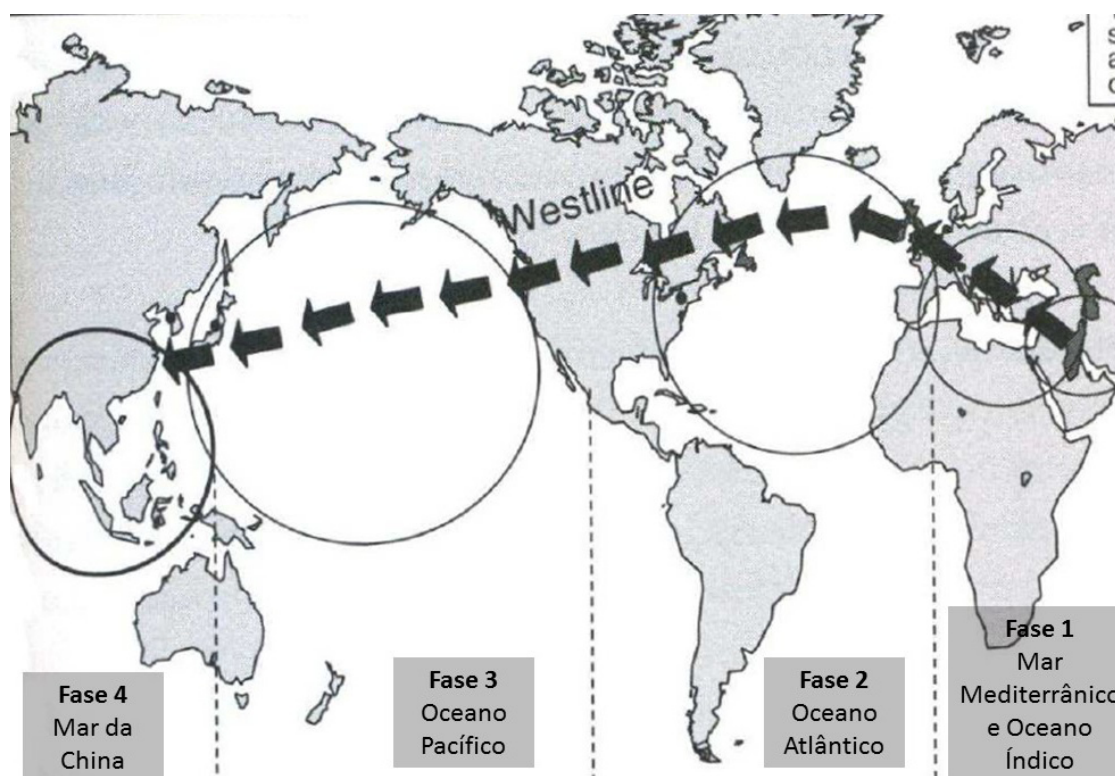 Westline
Fase 4
Mar da
China
Fase 3
Oceano
Pacífico
Fase 2
Oceano
Atlântico
Fase 1
Mar
Mediterrânico
e Oceano
Índico